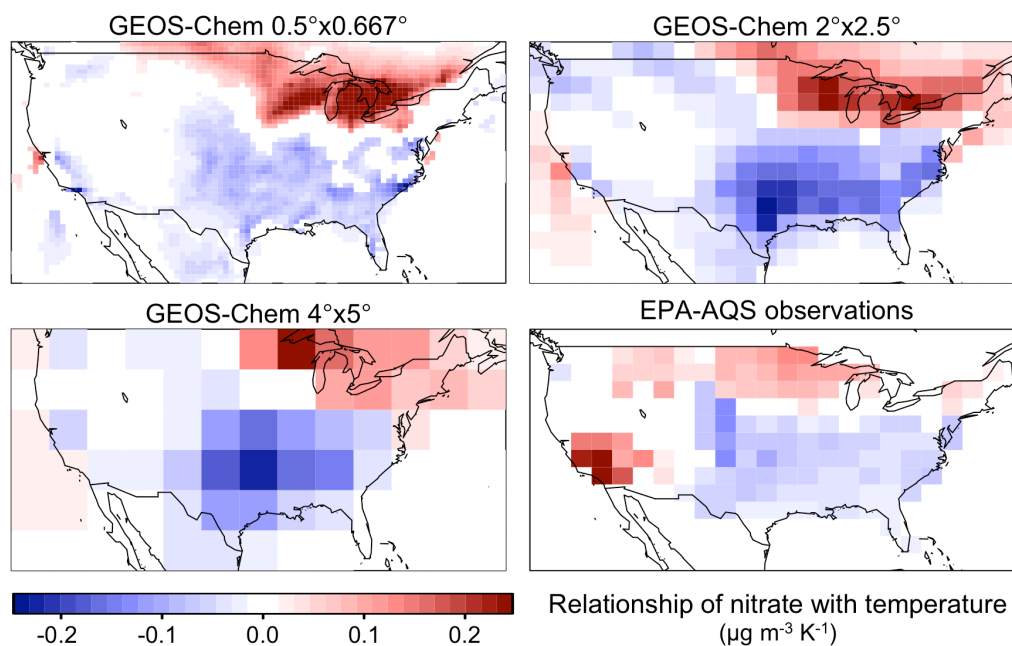 GEOS-Chem 0.5°x0.667°
GEOS-Chem 2°x2.5°
GEOS-Chem 4°x5°
EPA-AQS observations
-0.2 -0.1 0.0 0.1 0.2
Relationship of nitrate with temperature
(µg m⁻³ K⁻¹)